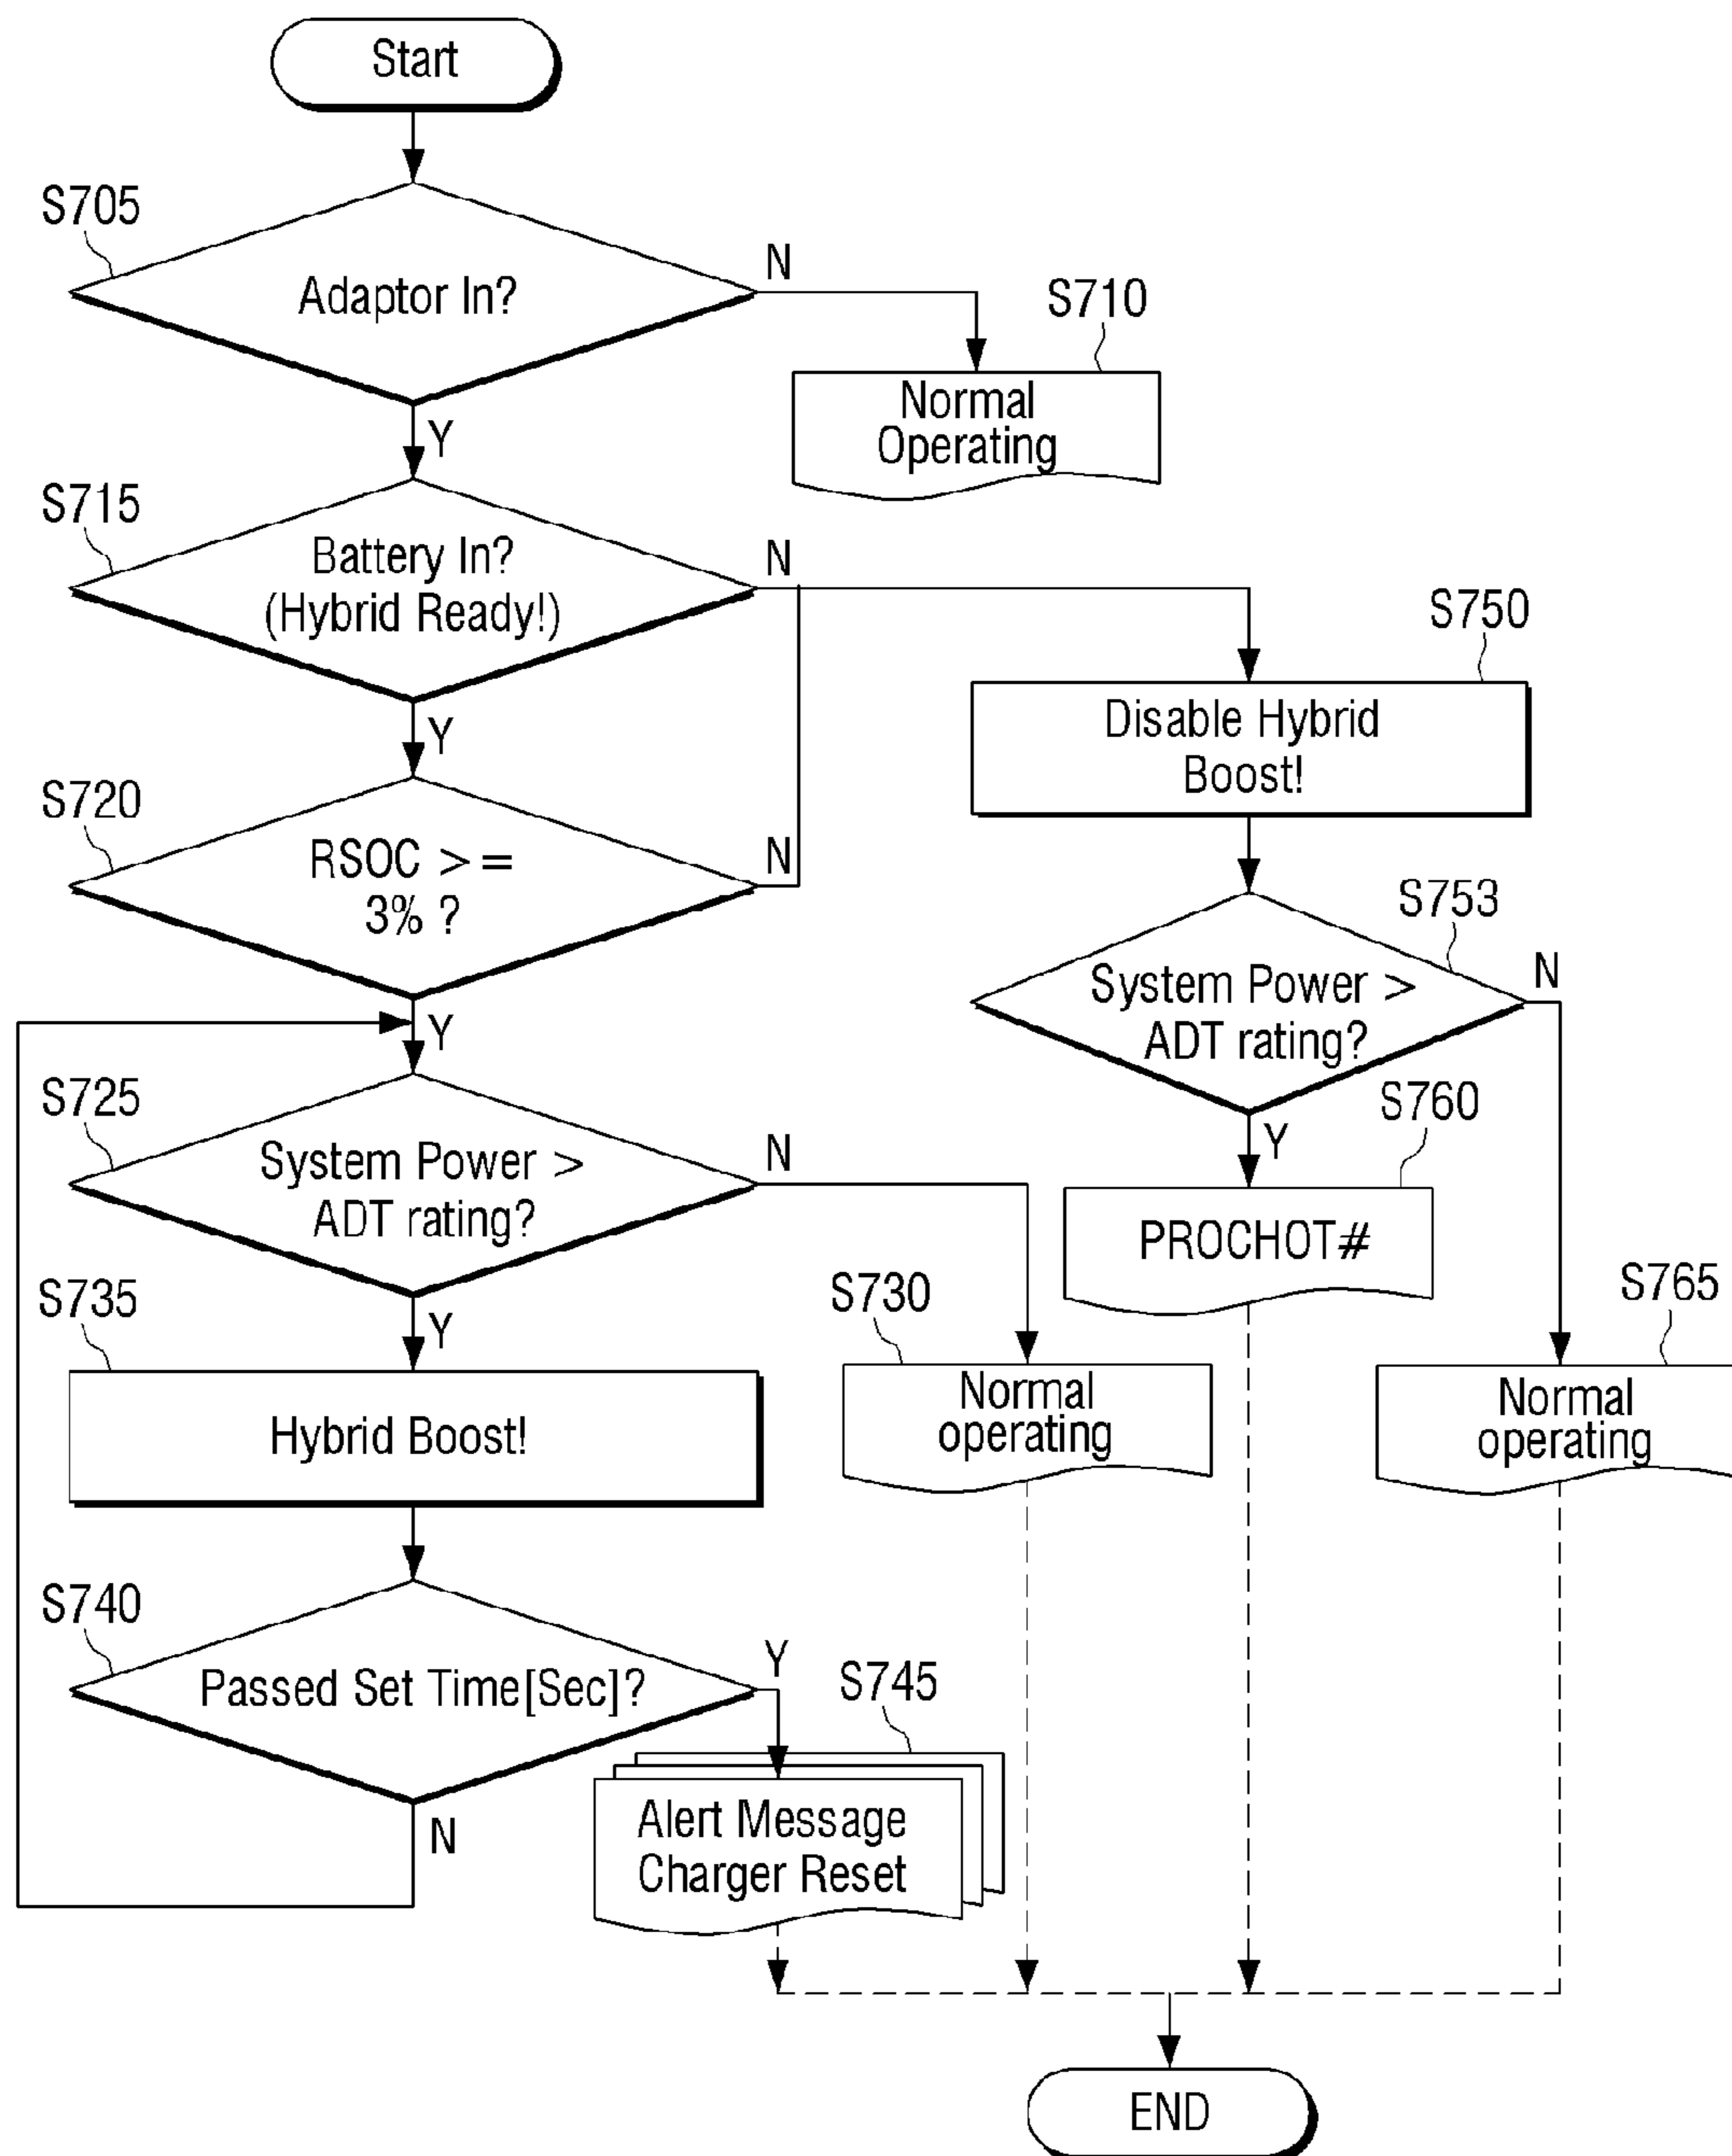 Start
S705
Adaptor In?
N
S710
Normal
Operating
Y
S715
Battery In?
(Hybrid Ready!)
N
S750
Disable Hybrid
Boost!
Y
S720
RSOC >=
3% ?
N
S753
System Power >
ADT rating?
N
Y
S725
System Power >
ADT rating?
N
Y
S760
PROCHOT#
S735
Y
Hybrid Boost!
S730
Normal
operating
S765
Normal
operating
S740
Passed Set Time[Sec]?
Y
S745
Alert Message
Charger Reset
N
END